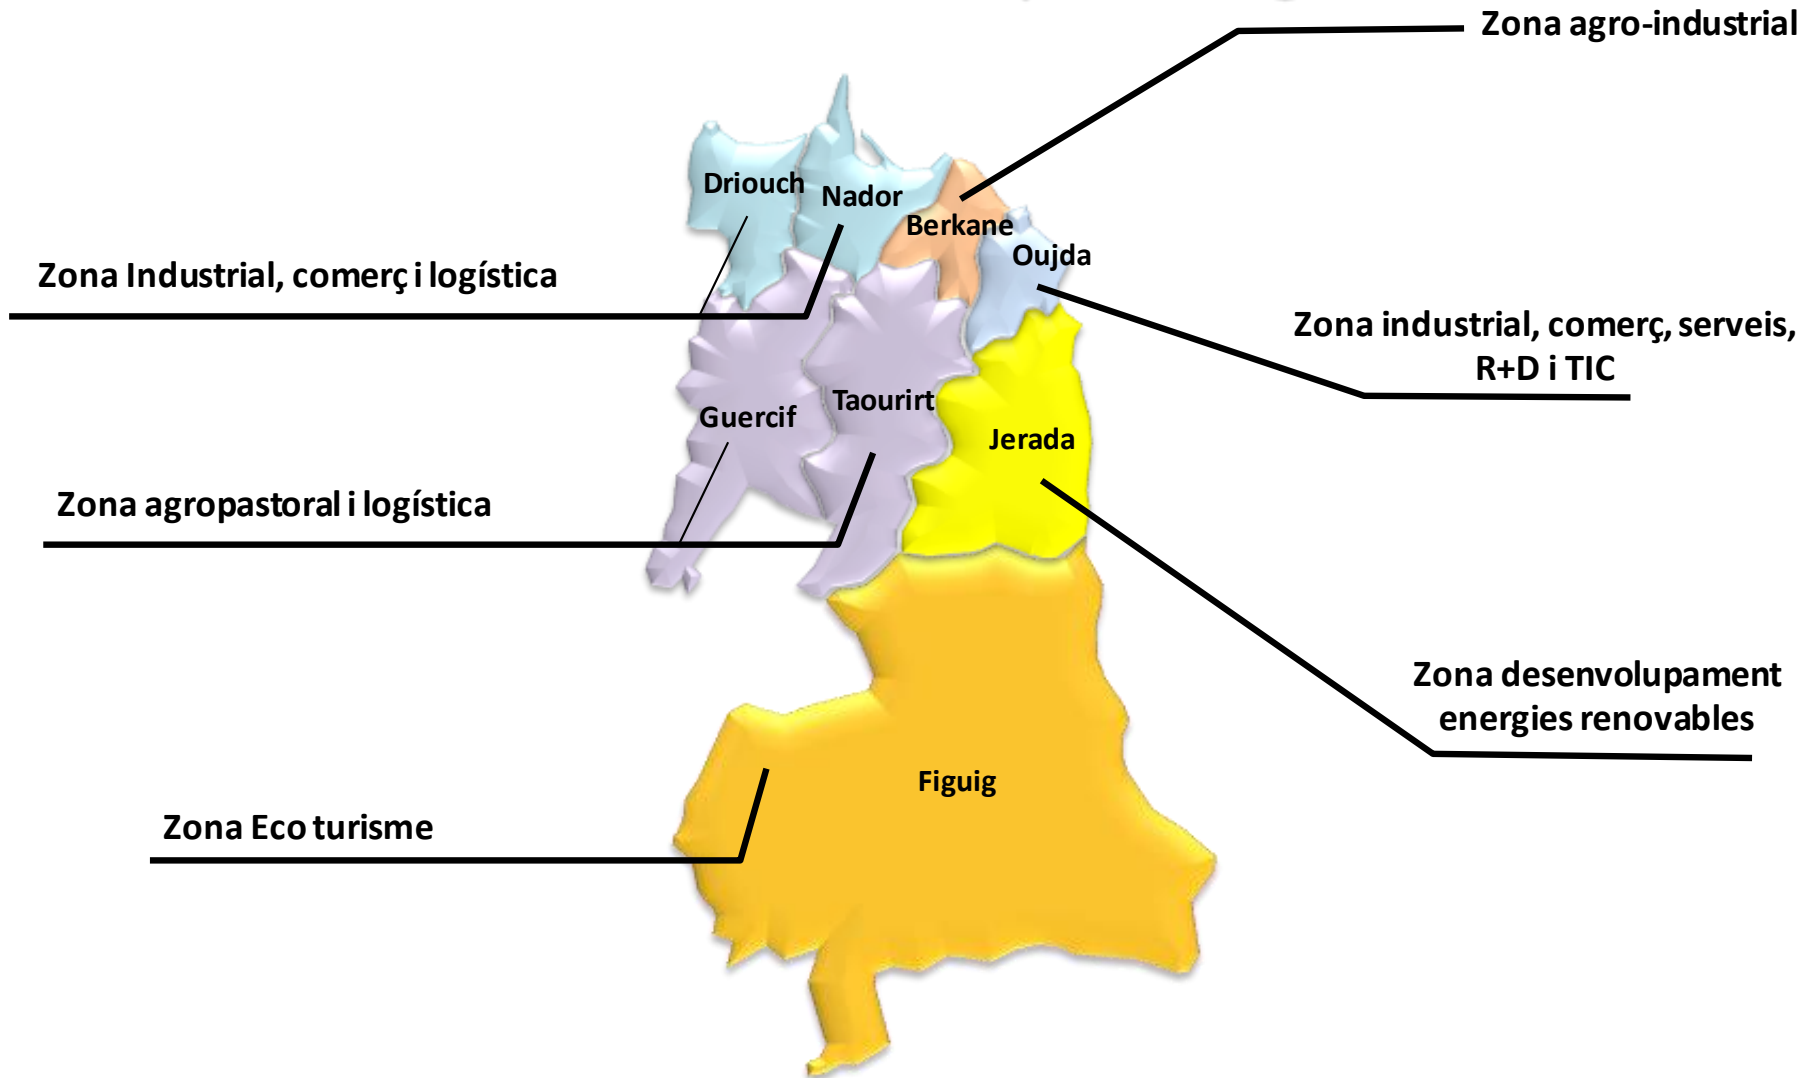 Zona agro-industrial
Driouch
Nador
Berkane
Oujda
Zona Industrial, comerç i logística
Zona industrial, comerç, serveis,
R+D i TIC
Guercif
Taourirt
Jerada
Zona agropastoral i logística
Zona desenvolupament
energies renovables
Figuig
Zona Eco turisme